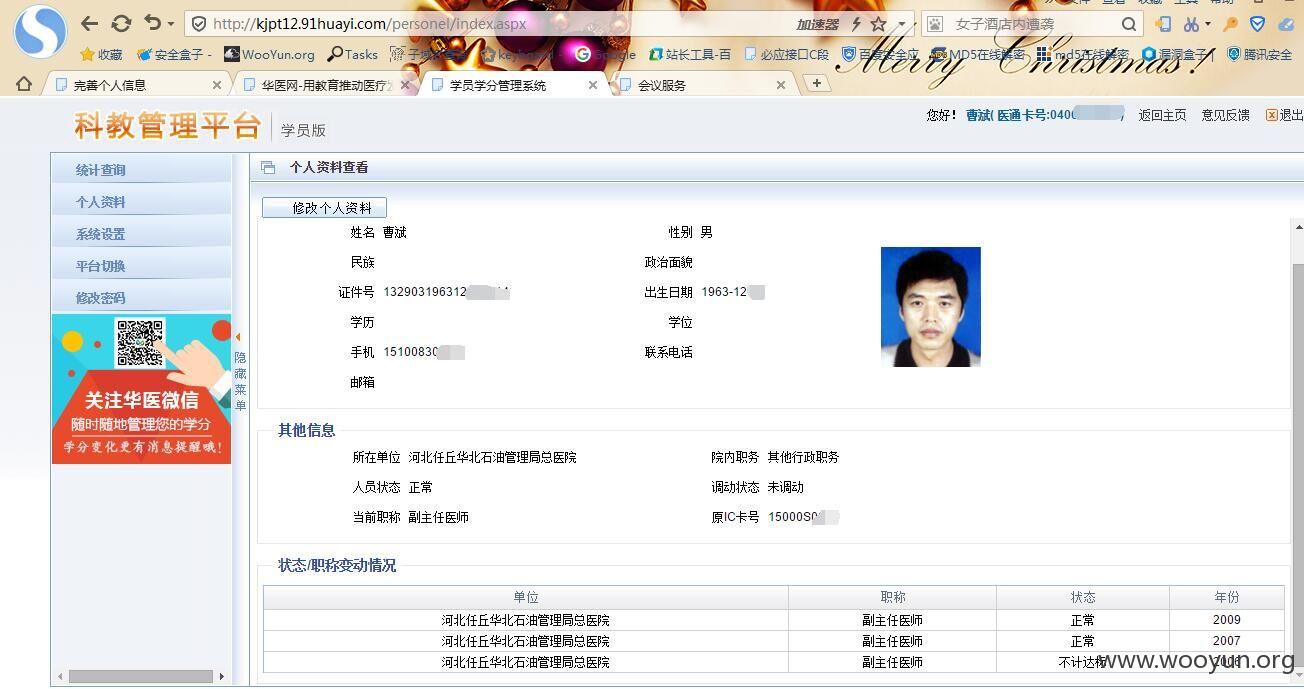 http://kjpt12.91huayi.com/personel/index.aspx
加速器
女子酒店内遭袭
收藏 安全盒子 - WooYun.org Tasks Google 站长工具-百 必应接口C段 百度安全应 MD5在线解密 md5在线解密 漏洞盒子 | 腾讯安全
Merry Christmas!
完善个人信息 华医网-用教育推动医疗 学员学分管理系统 会议服务
科教管理平台 学员版
您好！ 曹斌(医通卡号:040 返回主页 意见反馈 退出
统计查询
个人资料
系统设置
平台切换
修改密码
关注华医微信
随时随地管理您的学分
学分变化更有消息提醒哦!
隐藏菜单
个人资料查看
修改个人资料
姓名 曹斌 性别 男
民族 政治面貌
证件号 132903196312 出生日期 1963-12
学历 学位
手机 15100830 联系电话
邮箱
其他信息
所在单位 河北任丘华北石油管理局总医院 院内职务 其他行政职务
人员状态 正常 调动状态 未调动
当前职称 副主任医师 原IC卡号 15000S0
状态/职称变动情况
单位 职称 状态 年份
河北任丘华北石油管理局总医院 副主任医师 正常 2009
河北任丘华北石油管理局总医院 副主任医师 正常 2007
河北任丘华北石油管理局总医院 副主任医师 不计达标
www.wooyun.org